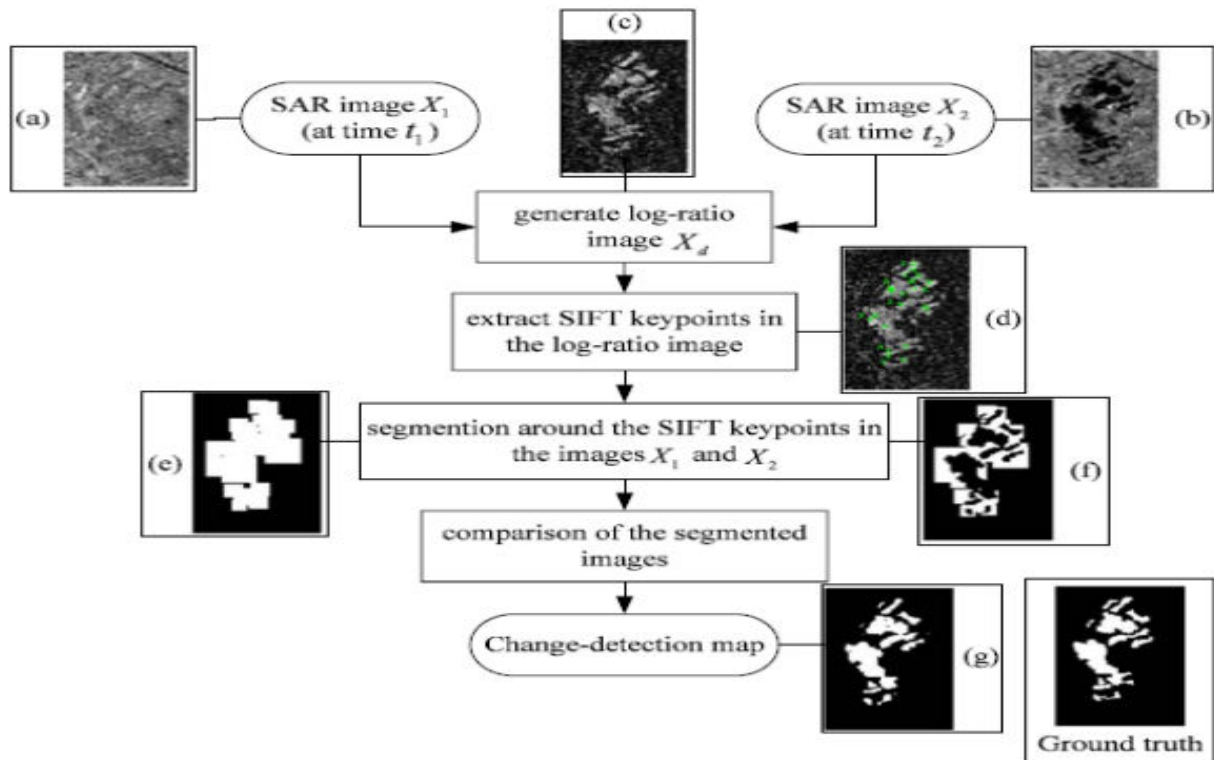 (c)
(a)
SAR image X₁
(at time t₁)
SAR image X₂
(at time t₂)
(b)
generate log-ratio
image X_d
extract SIFT keypoints in
the log-ratio image
(d)
(e)
segmention around the SIFT keypoints in
the images X₁ and X₂
(f)
comparison of the segmented
images
Change-detection map
(g)
Ground truth